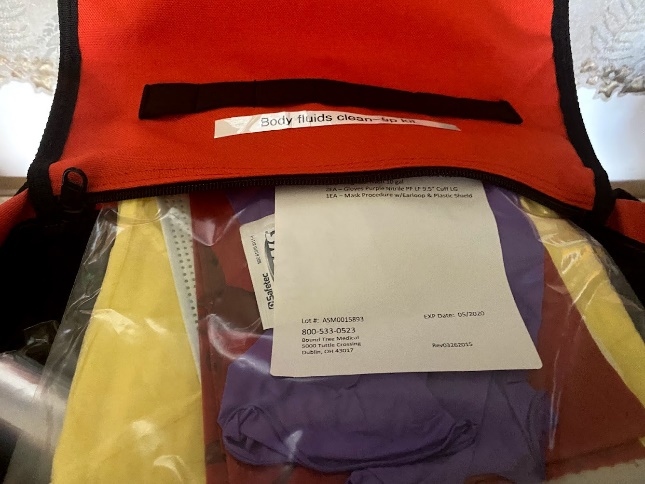 Body fluids clean-up kit
2EA - Gloves Purple Nitrile PF LF 9.5" Cuff LG
1EA - Mask Procedure w/Earloop & Plastic Shield
Safetec
Lot #: ASM0015893
EXP Date: 05/2020
800-533-0523
Bound Tree Medical
5000 Tuttle Crossing
Dublin, OH 43017
Rev03262015